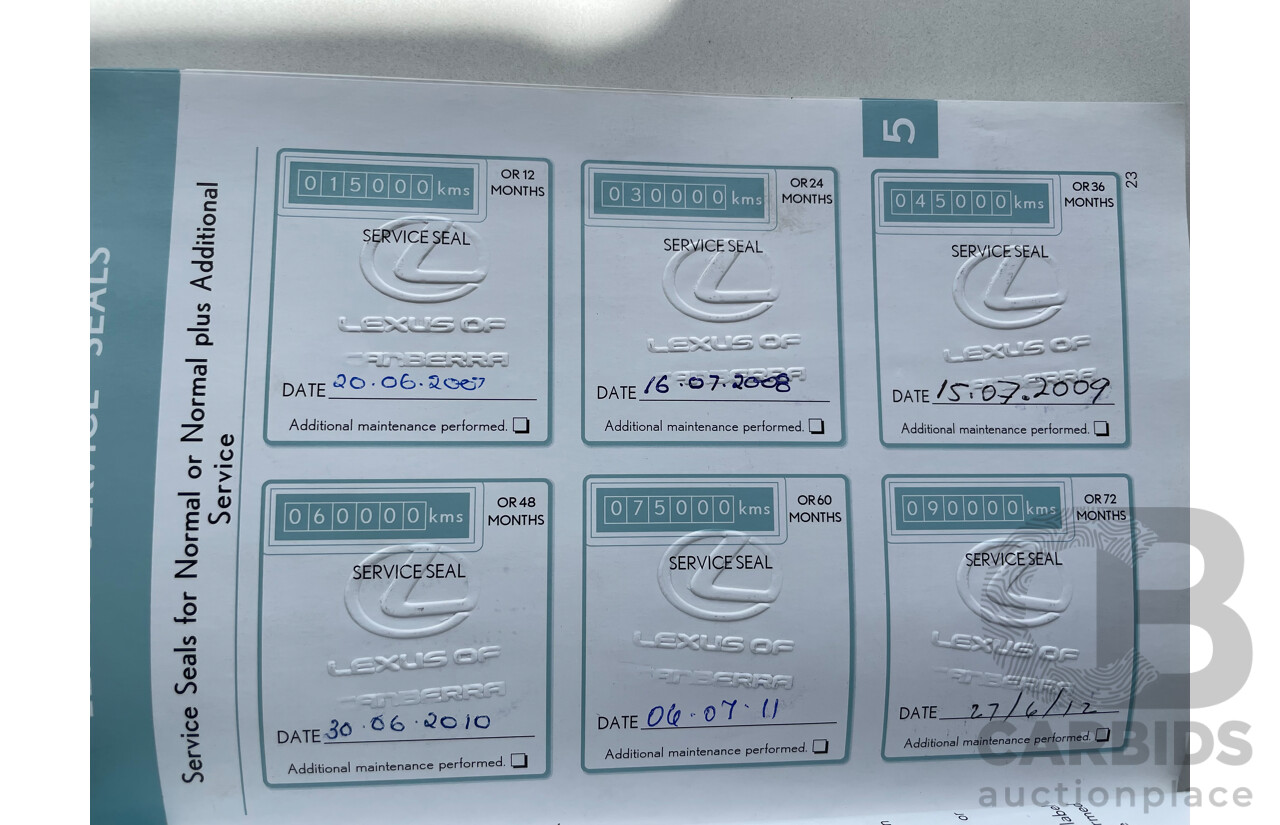 SERVICE SEALS
Service Seals for Normal or Normal plus Additional
Service
5
23
015000 kms
OR 12
MONTHS
SERVICE SEAL
LEXUS OF
CANBERRA
DATE 20.06.2007
Additional maintenance performed.
030000 kms
OR 24
MONTHS
SERVICE SEAL
LEXUS OF
DATE 16.07.2008
Additional maintenance performed.
045000 kms
OR 36
MONTHS
SERVICE SEAL
LEXUS OF
DATE 15.07.2009
Additional maintenance performed.
060000 kms
OR 48
MONTHS
SERVICE SEAL
LEXUS OF
CANBERRA
DATE 30.06.2010
Additional maintenance performed.
075000 kms
OR 60
MONTHS
SERVICE SEAL
LEXUS OF
CANBERRA
DATE 06.07.11
Additional maintenance performed.
090000 kms
OR 72
MONTHS
SERVICE SEAL
LEXUS OF
DATE 27/6/12
Additional maintenance performed.
B
CARBIDS
auctionplace